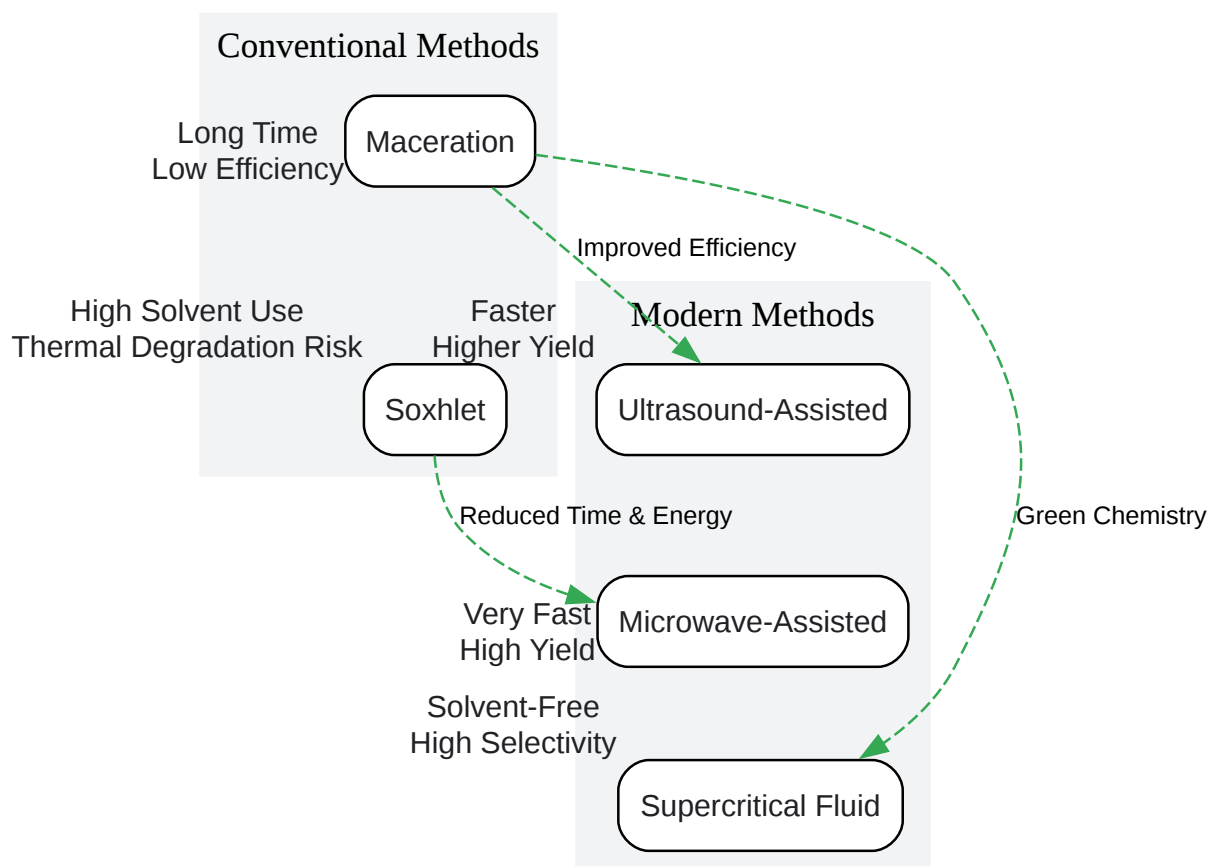 Conventional Methods
Long Time
Low Efficiency
Maceration
Improved Efficiency
High Solvent Use
Thermal Degradation Risk
Faster
Higher Yield
Modern Methods
Soxhlet
Ultrasound-Assisted
Reduced Time & Energy
Green Chemistry
Very Fast
High Yield
Microwave-Assisted
Solvent-Free
High Selectivity
Supercritical Fluid